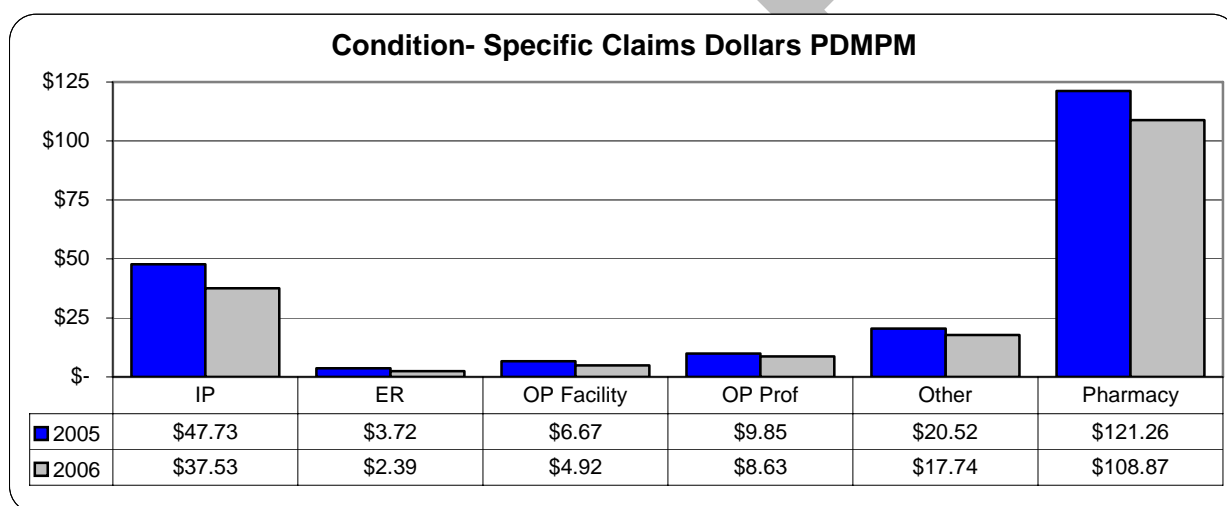 Condition- Specific Claims Dollars PDMPM
$125
$100
$75
$50
$25
$-
IP ER OP Facility OP Prof Other Pharmacy
2005 $47.73 $3.72 $6.67 $9.85 $20.52 $121.26
2006 $37.53 $2.39 $4.92 $8.63 $17.74 $108.87